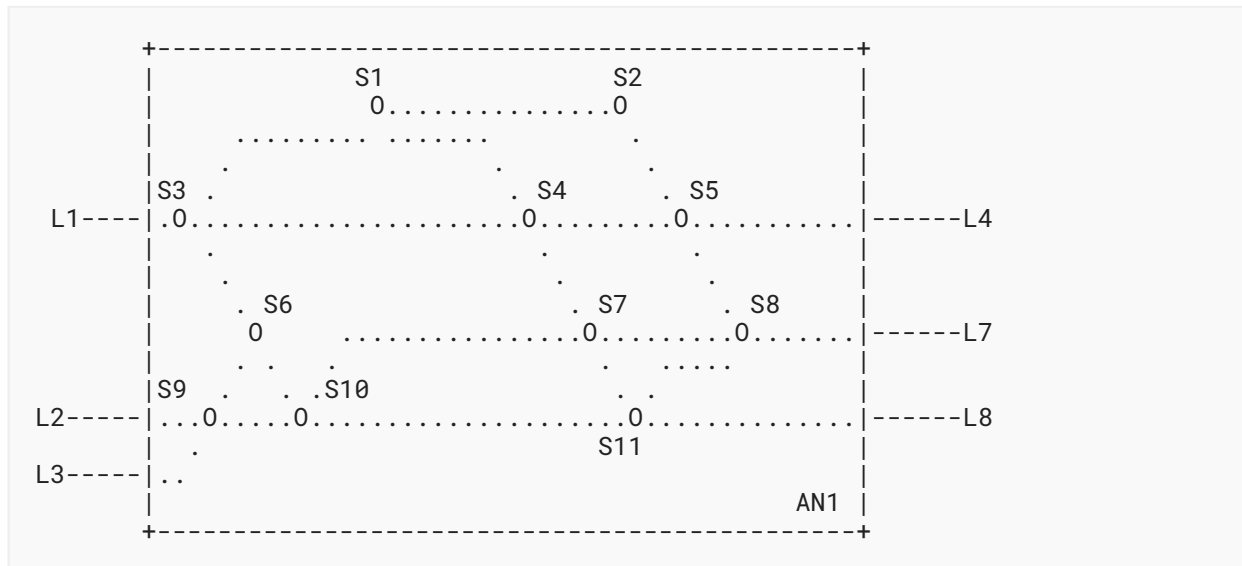 S1 S2
O O
S3 S4 S5
L1 O O O L4
S6 S7 S8
O O O L7
S9 S10
L2 O O O L8
S11
L3
AN1